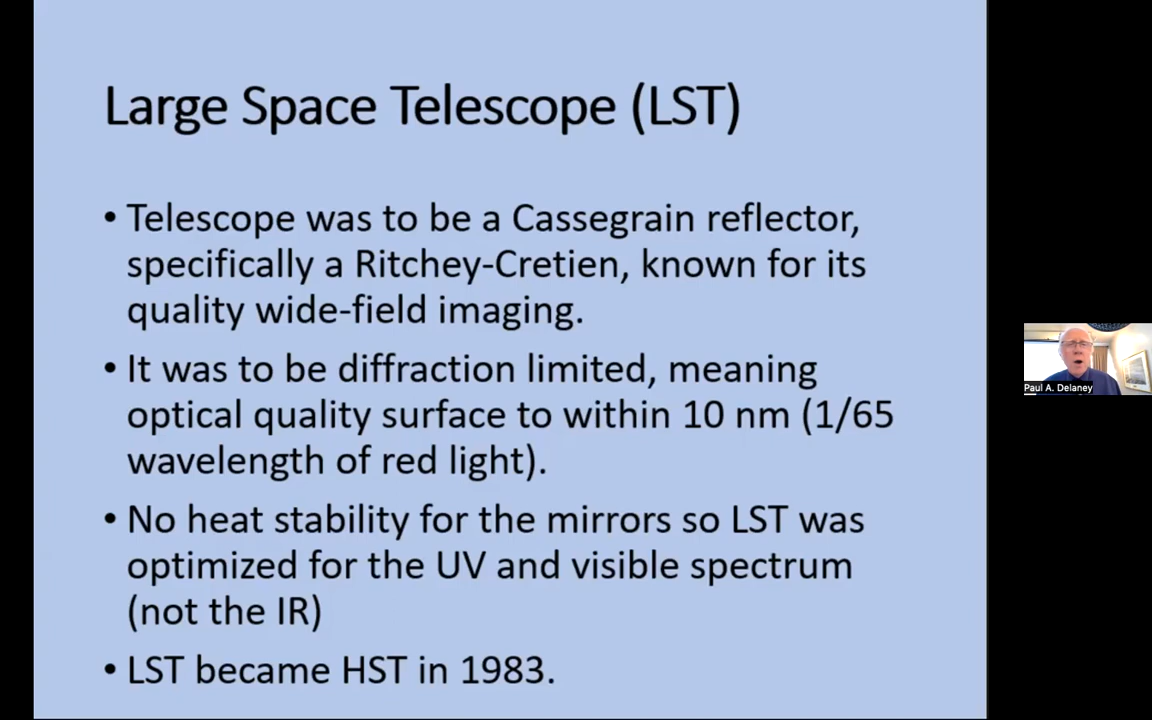 Large Space Telescope (LST)
• Telescope was to be a Cassegrain reflector,
specifically a Ritchey-Cretien, known for its
quality wide-field imaging.
• It was to be diffraction limited, meaning
optical quality surface to within 10 nm (1/65
wavelength of red light).
• No heat stability for the mirrors so LST was
optimized for the UV and visible spectrum
(not the IR)
• LST became HST in 1983.
Paul A. Delaney